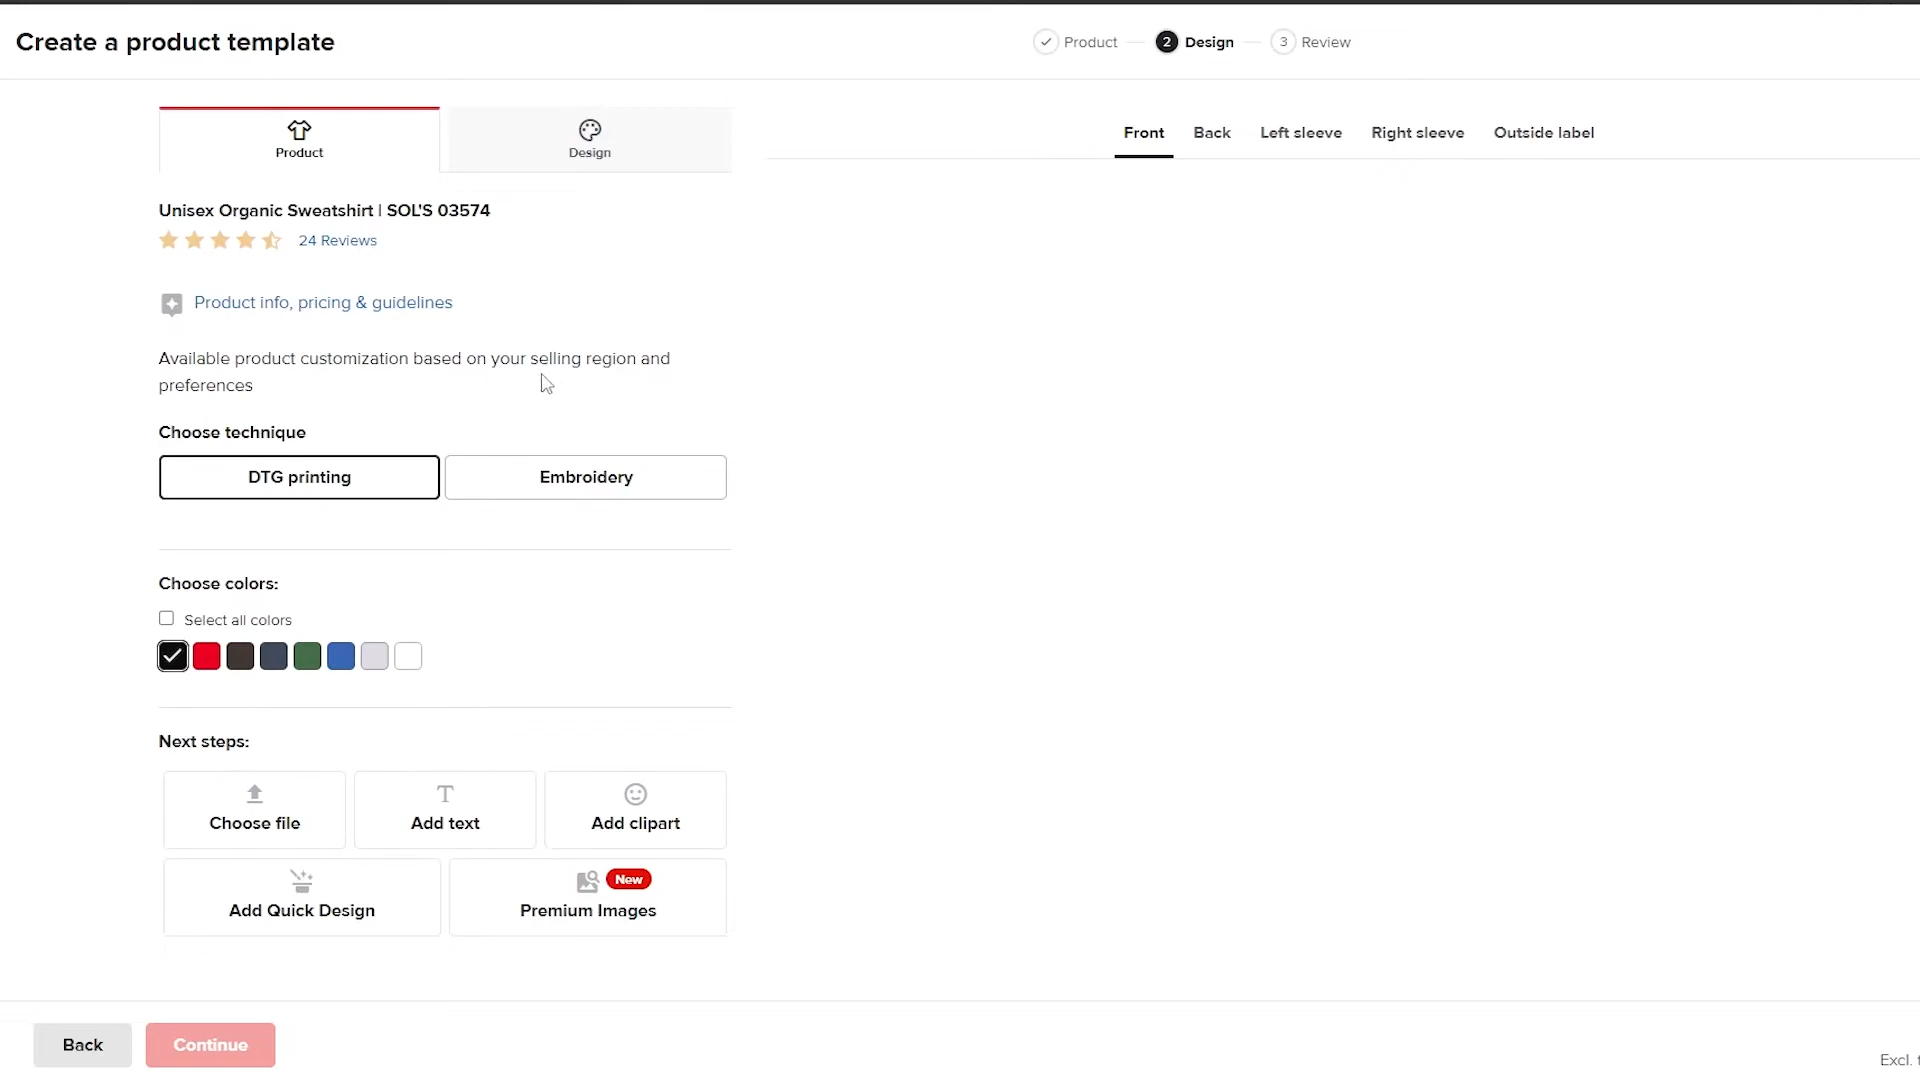 Create a product template
Product
2 Design
3 Review
Product
Design
Front
Back
Left sleeve
Right sleeve
Outside label
Unisex Organic Sweatshirt | SOL'S 03574
24 Reviews
Product info, pricing & guidelines
Available product customization based on your selling region and
preferences
Choose technique
DTG printing
Embroidery
Choose colors:
Select all colors
Next steps:
Choose file
Add text
Add clipart
Add Quick Design
New
Premium Images
Back
Continue
Excl.